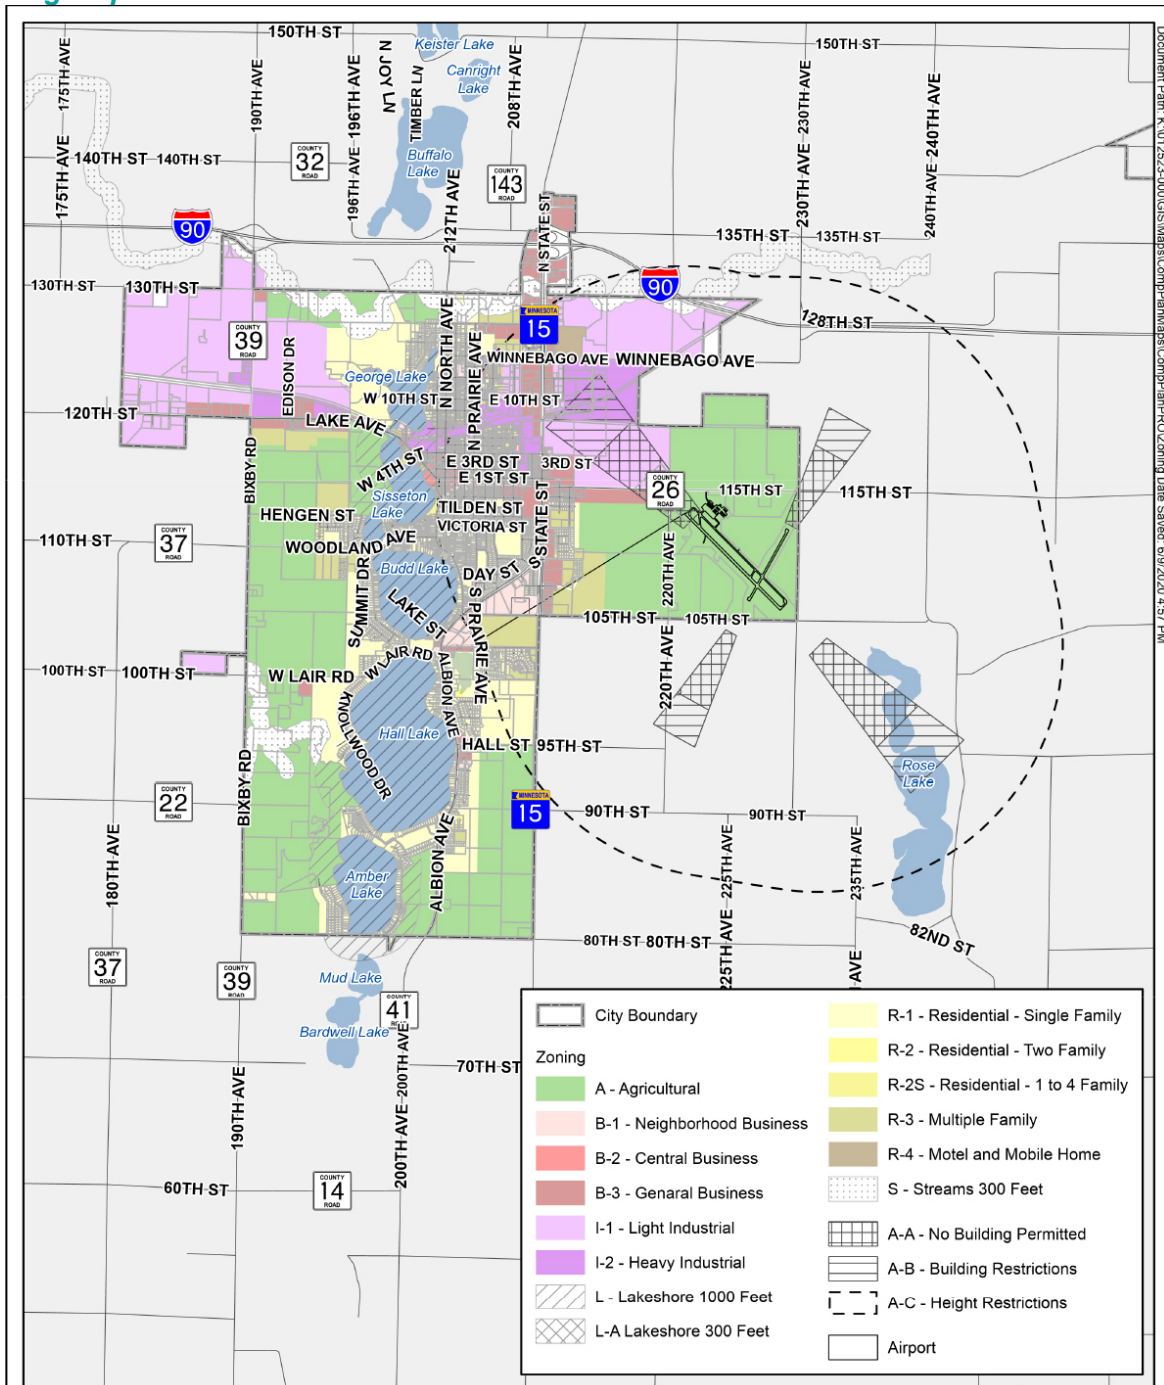 150TH ST
150TH ST
Keister Lake
Canright
Lake
175TH AVE
190TH AVE
196TH AVE
N JOY LN
TIMBER LN
208TH AVE
230TH AVE
240TH AVE
140TH ST
140TH ST
COUNTY
32
ROAD
Buffalo
Lake
COUNTY
143
ROAD
175TH AVE
196TH AVE
212TH AVE
N STATE ST
230TH AVE
240TH AVE
90
135TH ST
135TH ST
130TH ST
130TH ST
90
MINNESOTA
15
128TH ST
COUNTY
39
ROAD
EDISON DR
N NORTH AVE
N PRAIRIE AVE
WINNEBAGO AVE
WINNEBAGO AVE
George Lake
W 10TH ST
E 10TH ST
120TH ST
LAKE AVE
BIXBY RD
W 4TH ST
E 3RD ST
3RD ST
E 1ST ST
COUNTY
26
ROAD
115TH ST
115TH ST
Sisseton
Lake
HENGEN ST
TILDEN ST
VICTORIA ST
S STATE ST
110TH ST
COUNTY
37
ROAD
WOODLAND AVE
Budd Lake
DAY ST
220TH AVE
SUMMIT DR
LAKE ST
S PRAIRIE AVE
105TH ST
105TH ST
100TH ST
100TH ST
W LAIR RD
W LAIR RD
ALBION AVE
220TH AVE
KNOLLWOOD DR
Hall Lake
HALL ST
95TH ST
Rose
Lake
BIXBY RD
COUNTY
22
ROAD
MINNESOTA
15
90TH ST
90TH ST
180TH AVE
ALBION AVE
225TH AVE
235TH AVE
Amber
Lake
80TH ST
80TH ST
225TH AVE
82ND ST
COUNTY
37
ROAD
COUNTY
39
ROAD
Mud Lake
COUNTY
41
Bardwell Lake
200TH AVE
70TH ST
190TH AVE
200TH AVE
60TH ST
COUNTY
14
ROAD
City Boundary
Zoning
A - Agricultural
B-1 - Neighborhood Business
B-2 - Central Business
B-3 - Genaral Business
I-1 - Light Industrial
I-2 - Heavy Industrial
L - Lakeshore 1000 Feet
L-A Lakeshore 300 Feet
R-1 - Residential - Single Family
R-2 - Residential - Two Family
R-2S - Residential - 1 to 4 Family
R-3 - Multiple Family
R-4 - Motel and Mobile Home
S - Streams 300 Feet
A-A - No Building Permitted
A-B - Building Restrictions
A-C - Height Restrictions
Airport